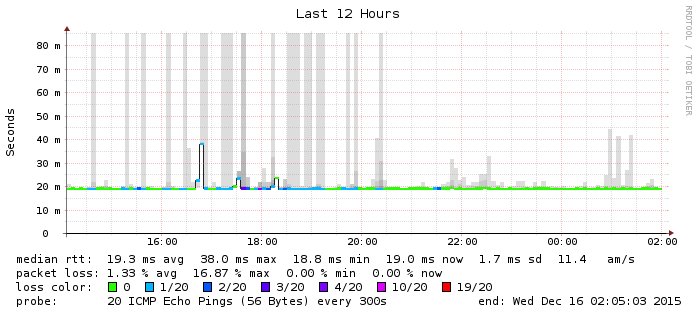 Last 12 Hours
RRDTOOL / TOBI OETIKER
Seconds
80 m
70 m
60 m
50 m
40 m
30 m
20 m
10 m
0
16:00 18:00 20:00 22:00 00:00 02:00
median rtt: 19.3 ms avg 38.0 ms max 18.8 ms min 19.0 ms now 1.7 ms sd 11.4 am/s
packet loss: 1.33 % avg 16.87 % max 0.00 % min 0.00 % now
loss color: 0 1/20 2/20 3/20 4/20 10/20 19/20
probe: 20 ICMP Echo Pings (56 Bytes) every 300s end: Wed Dec 16 02:05:03 2015